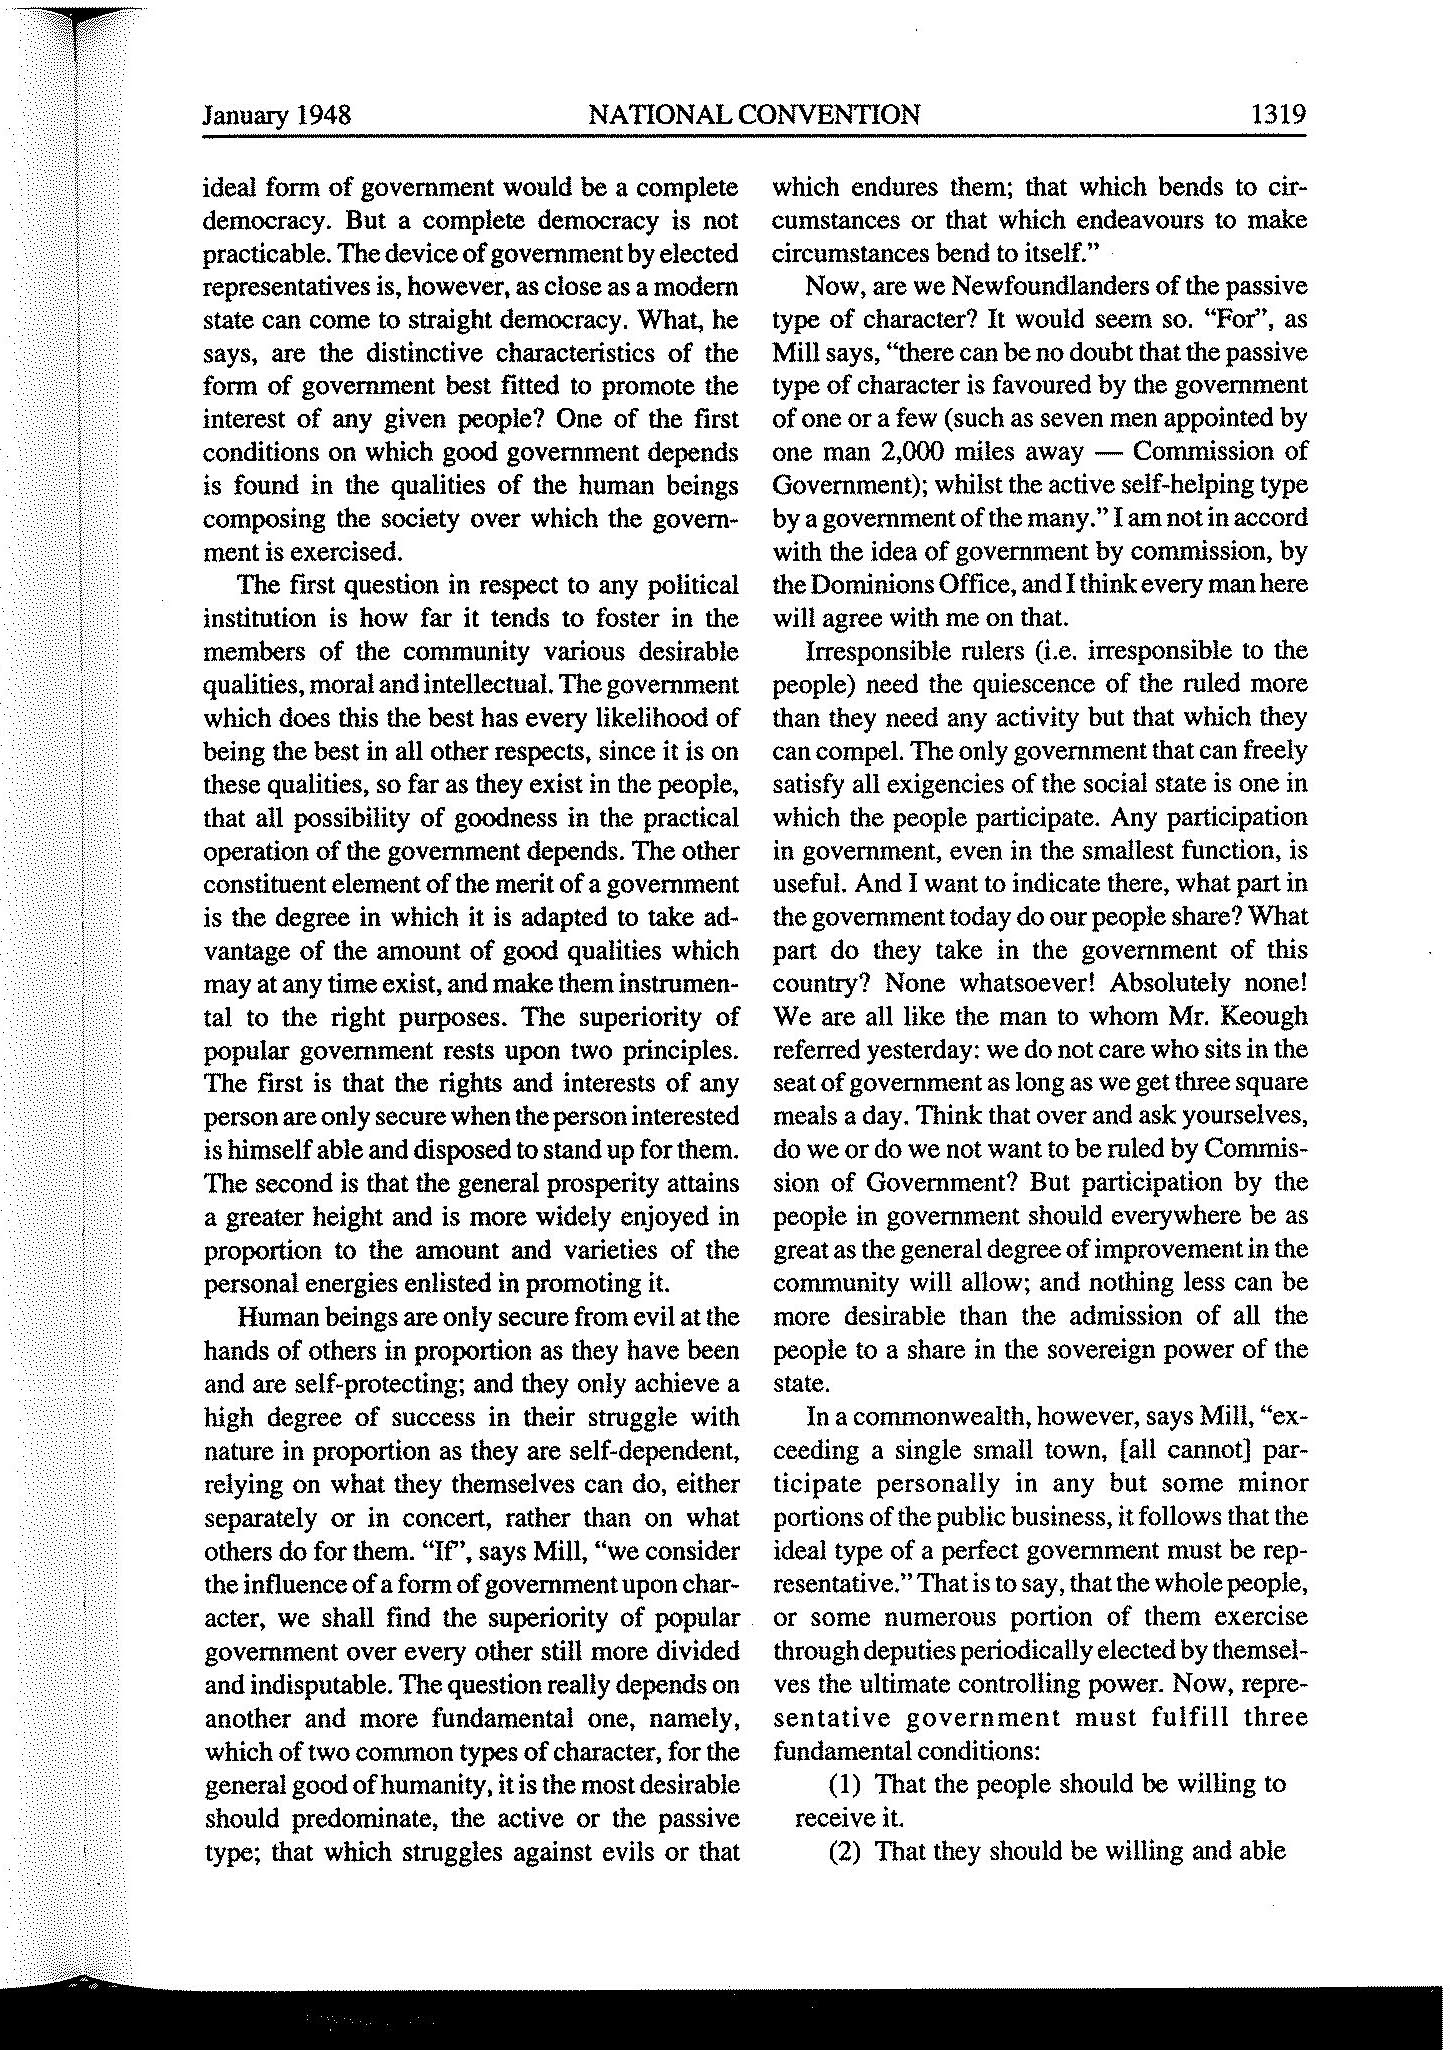 January 1948 NATIONAL CONVENTION 1319
ideal form of government would be a complete
democracy. But a complete democracy is not
practicable. The device of government by elected
representatives is, however, as close as a modern
state can come to straight democracy. What, he
says, are the distinctive characteristics of the
form of government best fitted to promote the
interest of any given people? One of the first
conditions on which good government depends
is found in the qualities of the human beings
composing the society over which the govern-
ment is exercised.
The first question in respect to any political
institution is how far it tends to foster in the
members of the community various desirable
qualities, moral and intellectual. The government
which does this the best has every likelihood of
being the best in all other respects, since it is on
these qualities, so far as they exist in the people,
that all possibility of goodness in the practical
operation of the government depends. The other
constituent element of the merit of a government
is the degree in which it is adapted to take ad-
vantage of the amount of good qualities which
may at any time exist, and make them instrumen-
tal to the right purposes. The superiority of
popular government rests upon two principles.
The first is that the rights and interests of any
person are only secure when the person interested
is himself able and disposed to stand up for them.
The second is that the general prosperity attains
a greater height and is more widely enjoyed in
proportion to the amount and varieties of the
personal energies enlisted in promoting it.
Human beings are only secure from evil at the
hands of others in proportion as they have been
and are self-protecting; and they only achieve a
high degree of success in their struggle with
nature in proportion as they are self-dependent,
relying on what they themselves can do, either
separately or in concert, rather than on what
others do for them. “If”, says Mill, “we consider
the influence of a form of government upon char-
acter, we shall find the superiority of popular
government over every other still more divided
and indisputable. The question really depends on
another and more fundamental one, namely,
which of two common types of character, for the
general good of humanity, it is the most desirable
should predominate, the active or the passive
type; that which struggles against evils or that
which endures them; that which bends to cir-
cumstances or that which endeavours to make
circumstances bend to itself.”
Now, are we Newfoundlanders of the passive
type of character? It would seem so. “For”, as
Mill says, “there can be no doubt that the passive
type of character is favoured by the government
of one or a few (such as seven men appointed by
one man 2,000 miles away — Commission of
Government); whilst the active self-helping type
by a government of the many.” I am not in accord
with the idea of government by commission, by
the Dominions Office, and I think every man here
will agree with me on that.
Irresponsible rulers (i.e. irresponsible to the
people) need the quiescence of the ruled more
than they need any activity but that which they
can compel. The only government that can freely
satisfy all exigencies of the social state is one in
which the people participate. Any participation
in government, even in the smallest function, is
useful. And I want to indicate there, what part in
the government today do our people share? What
part do they take in the government of this
country? None whatsoever! Absolutely none!
We are all like the man to whom Mr. Keough
referred yesterday: we do not care who sits in the
seat of government as long as we get three square
meals a day. Think that over and ask yourselves,
do we or do we not want to be ruled by Commis-
sion of Government? But participation by the
people in government should everywhere be as
great as the general degree of improvement in the
community will allow; and nothing less can be
more desirable than the admission of all the
people to a share in the sovereign power of the
state.
In a commonwealth, however, says Mill, “ex-
ceeding a single small town, [all cannot] par-
ticipate personally in any but some minor
portions of the public business, it follows that the
ideal type of a perfect government must be rep-
resentative.” That is to say, that the whole people,
or some numerous portion of them exercise
through deputies periodically elected by themsel-
ves the ultimate controlling power. Now, repre-
sentative government must fulfill three
fundamental conditions:
(1) That the people should be willing to
receive it.
(2) That they should be willing and able